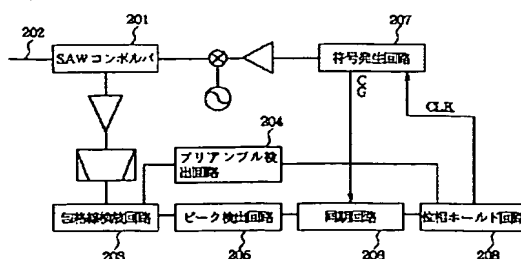 201
207
202
SAWコンボルバ
符号発生回路
C
G
CLK
204
プリアンブル検
出回路
包絡線検波回路
ピーク検出回路
同期回路
位相ホールド回路
203
205
208